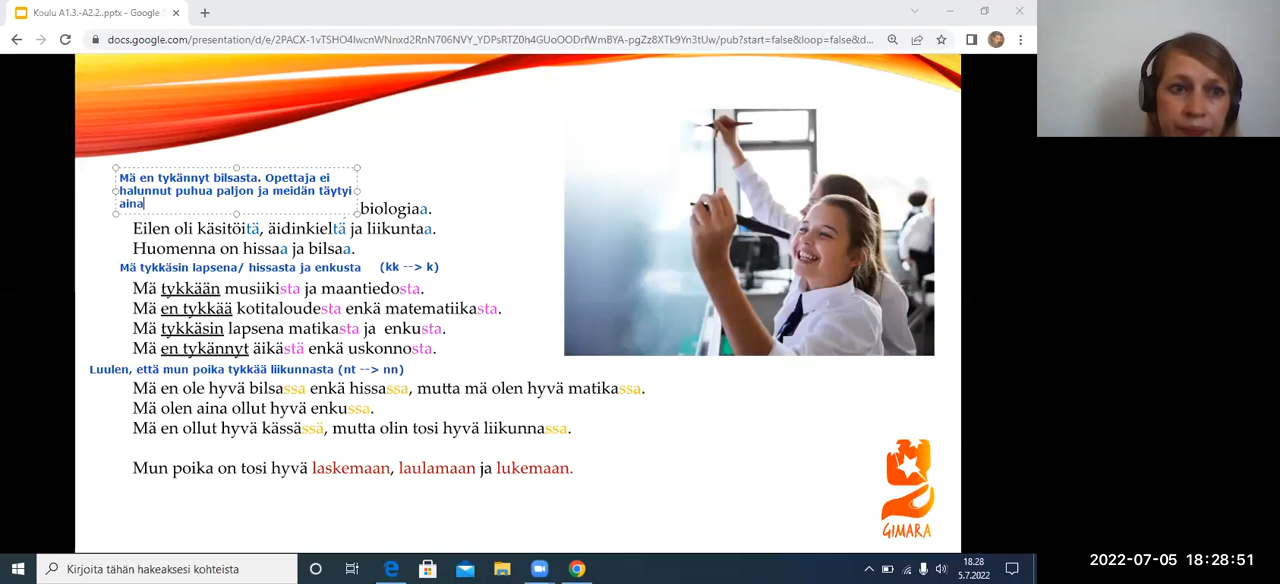 Koulu A1.3.-A2.2..pptx - Google
docs.google.com/presentation/d/e/2PACX-1vTSHO4lwcnWNnxd2RnN706NVY_YDPsRTZ0h4GUoOODrfWmBYA-pgZz8XTk9Yn3tUw/pub?start=false&loop=false&d...
Mä en tykännyt bilsasta. Opettaja ei
halunnut puhua paljon ja meidän täytyi
aina
biologiaa.
Eilen oli käsitöitä, äidinkieltä ja liikuntaa.
Huomenna on hissaa ja bilsaa.
Mä tykkäsin lapsena/ hissasta ja enkusta (kk --> k)
Mä tykkään musiikista ja maantiedosta.
Mä en tykkää kotitaloudesta enkä matematiikasta.
Mä tykkäsin lapsena matikasta ja enkusta.
Mä en tykännyt äikästä enkä uskonnosta.
Luulen, että mun poika tykkää liikunnasta (nt --> nn)
Mä en ole hyvä bilsassa enkä hissassa, mutta mä olen hyvä matikassa.
Mä olen aina ollut hyvä enkussa.
Mä en ollut hyvä kässässä, mutta olin tosi hyvä liikunnassa.
Mun poika on tosi hyvä laskemaan, laulamaan ja lukemaan.
GIMARA
Kirjoita tähän hakeaksesi kohteista
18.28
5.7.2022
2022-07-05 18:28:51